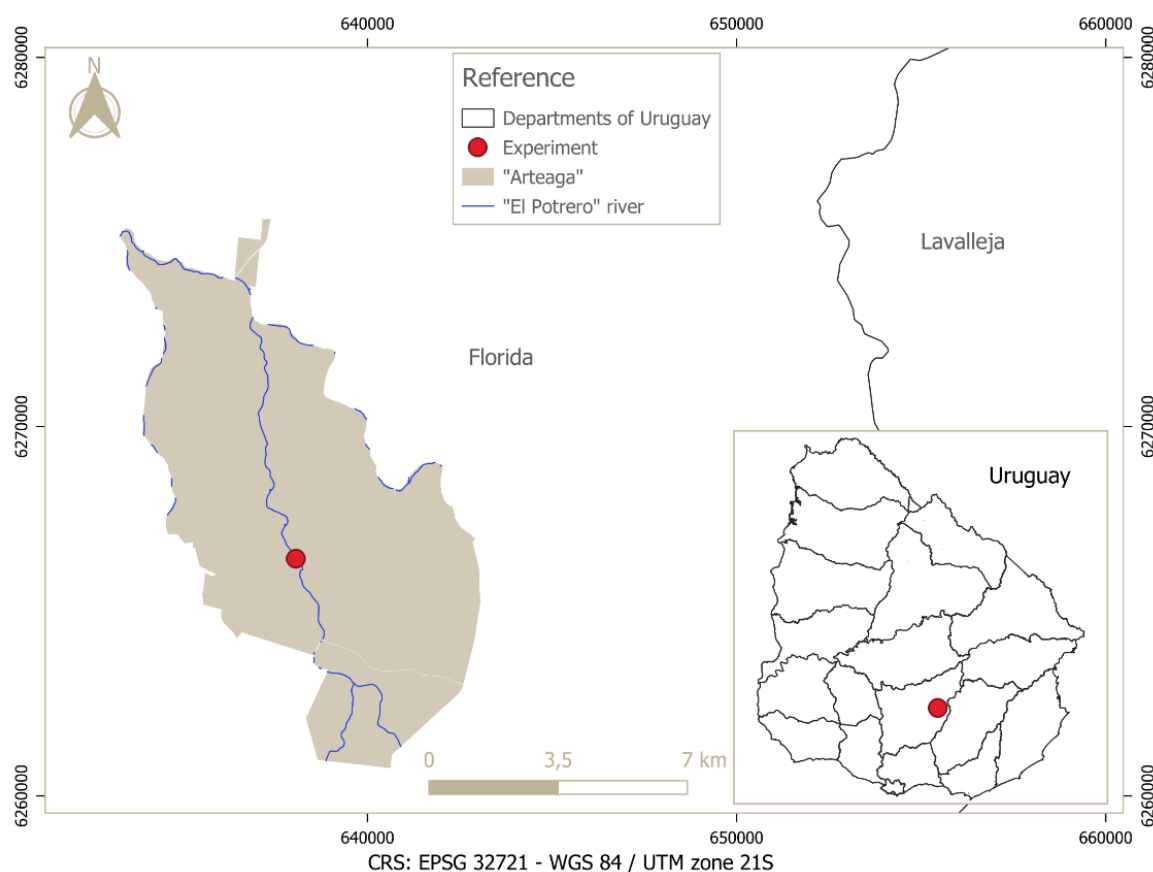 640000
650000
660000
6280000
6280000
N
Reference
Departments of Uruguay
Experiment
"Arteaga"
"El Potrero" river
Lavalleja
Florida
6270000
6270000
Uruguay
0
3,5
7 km
6260000
6260000
640000
650000
660000
CRS: EPSG 32721 - WGS 84 / UTM zone 21S